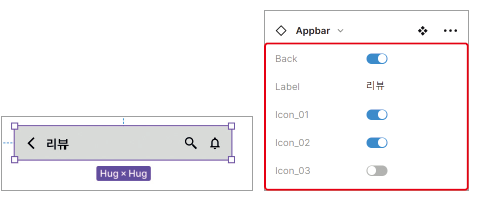 리뷰
Hug × Hug
Appbar
Back
Label 리뷰
Icon_01
Icon_02
Icon_03